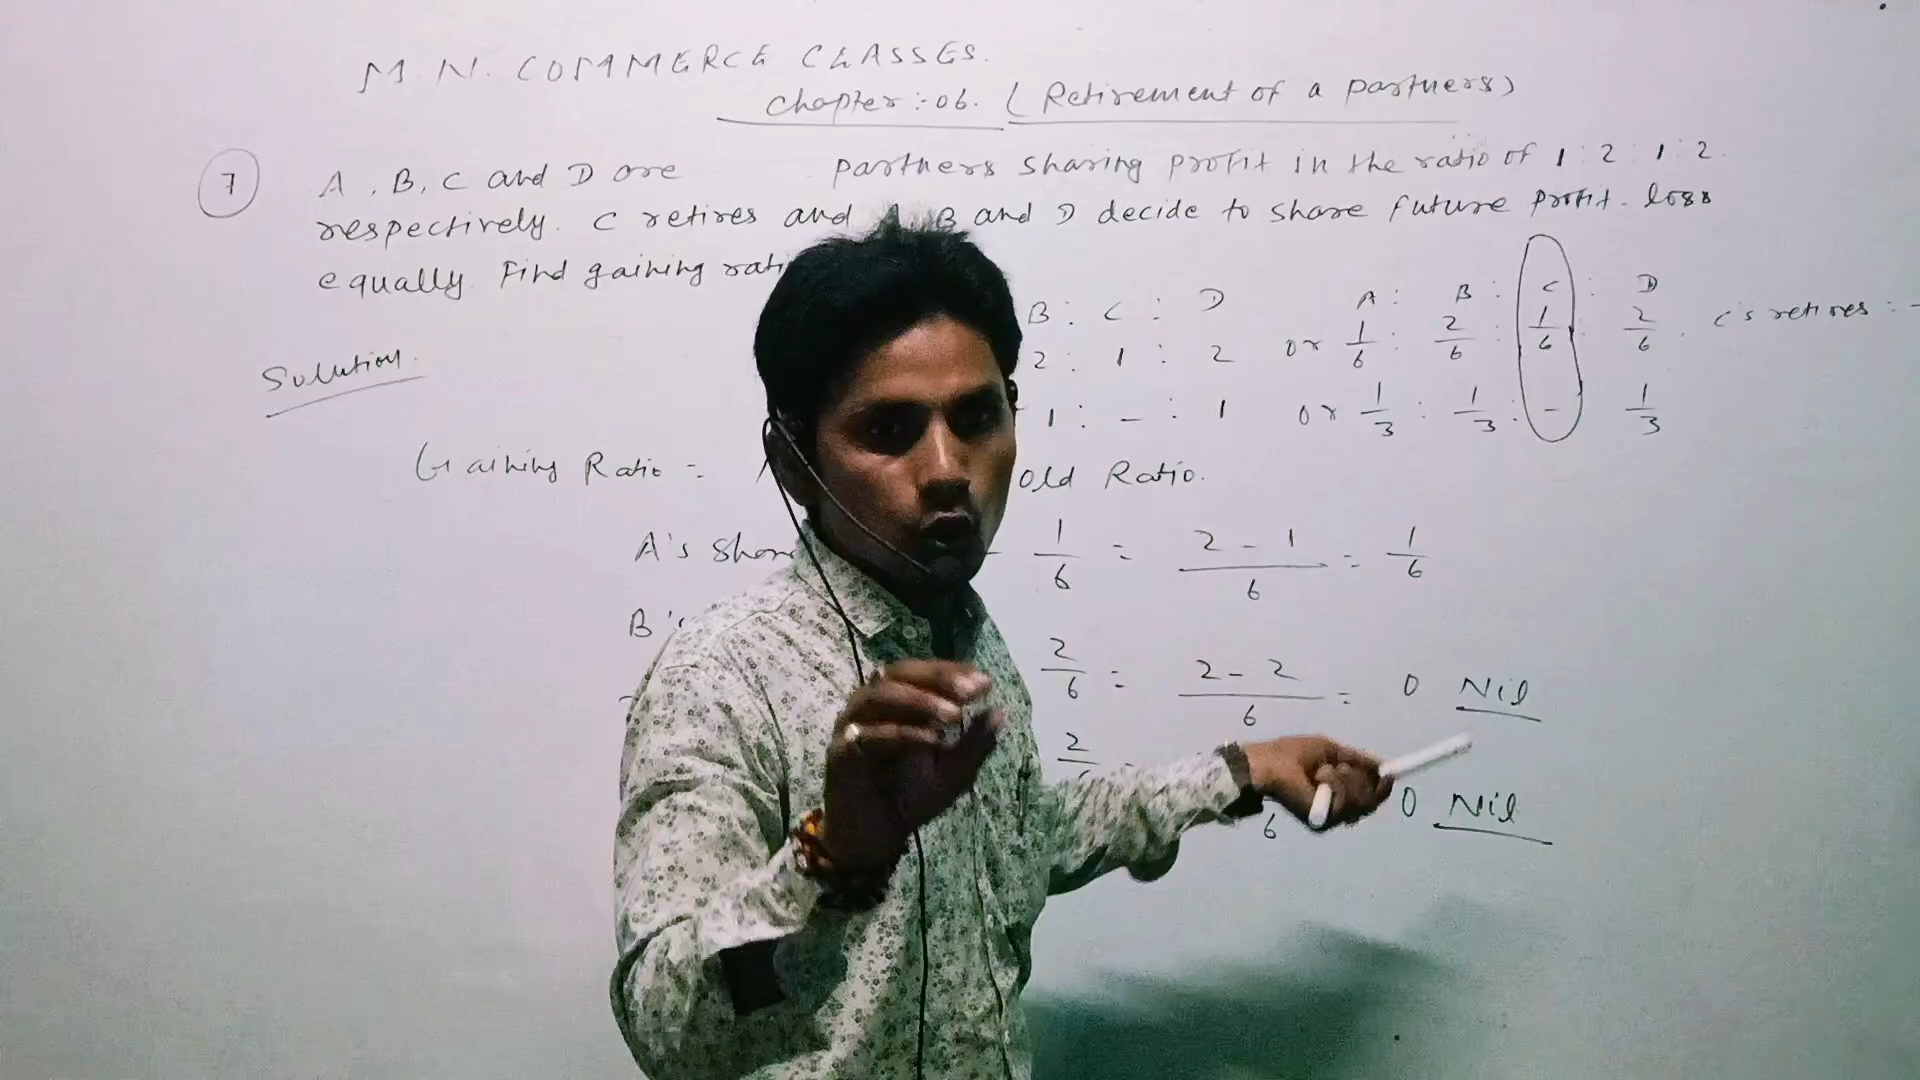 M N. COMMERCE CLASSES.
Chapter :- 06. (Retirement of a partners)
7 A, B, C and D are partners sharing profit in the ratio of 1 : 2 : 1 : 2.
respectively. C retires and A, B and D decide to share future profit - loss
equally. Find gaining
B : C : D A : B : C : D
Solution. 2 : 1 : 2 or 1/6 : 2/6 : 1/6 : 2/6. C's retires :-
1 : - : 1 or 1/3 : 1/3 : - 1/3
Gaining Ratio = Old Ratio.
A's - 1/6 = 2 - 1 / 6 = 1/6
B's 2/6 = 2 - 2 / 6 = 0 Nil
2 6 0 Nil